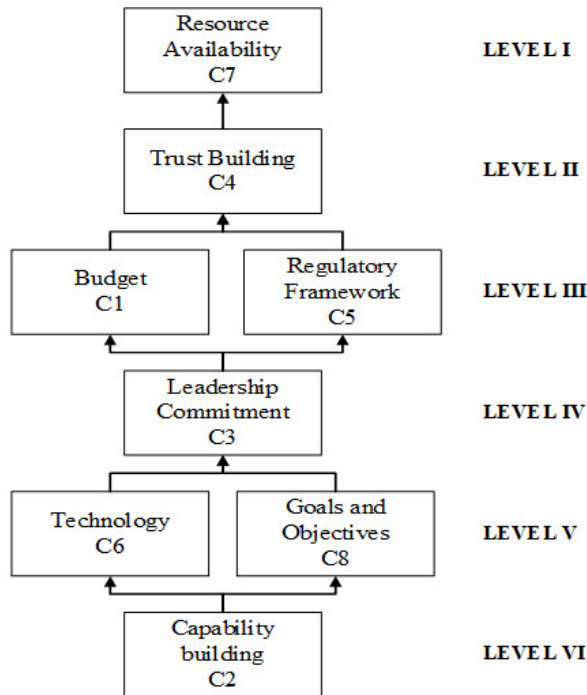 Resource
Availability
C7
LEVEL I
Trust Building
C4
LEVEL II
Budget
C1
Regulatory
Framework
C5
LEVEL III
Leadership
Commitment
C3
LEVEL IV
Technology
C6
Goals and
Objectives
C8
LEVEL V
Capability
building
C2
LEVEL VI